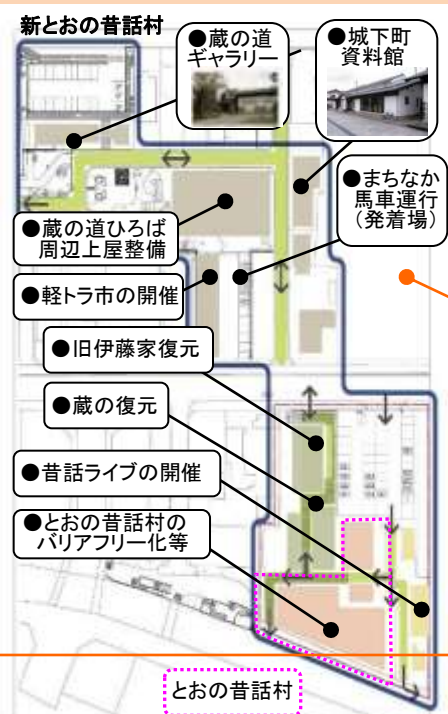 新とおの昔話村
●蔵の道
ギャラリー
●城下町
資料館
●まちなか
馬車運行
（発着場）
●蔵の道ひろば
周辺上屋整備
●軽トラ市の開催
●旧伊藤家復元
●蔵の復元
●昔話ライブの開催
●とおの昔話村の
バリアフリー化等
とおの昔話村